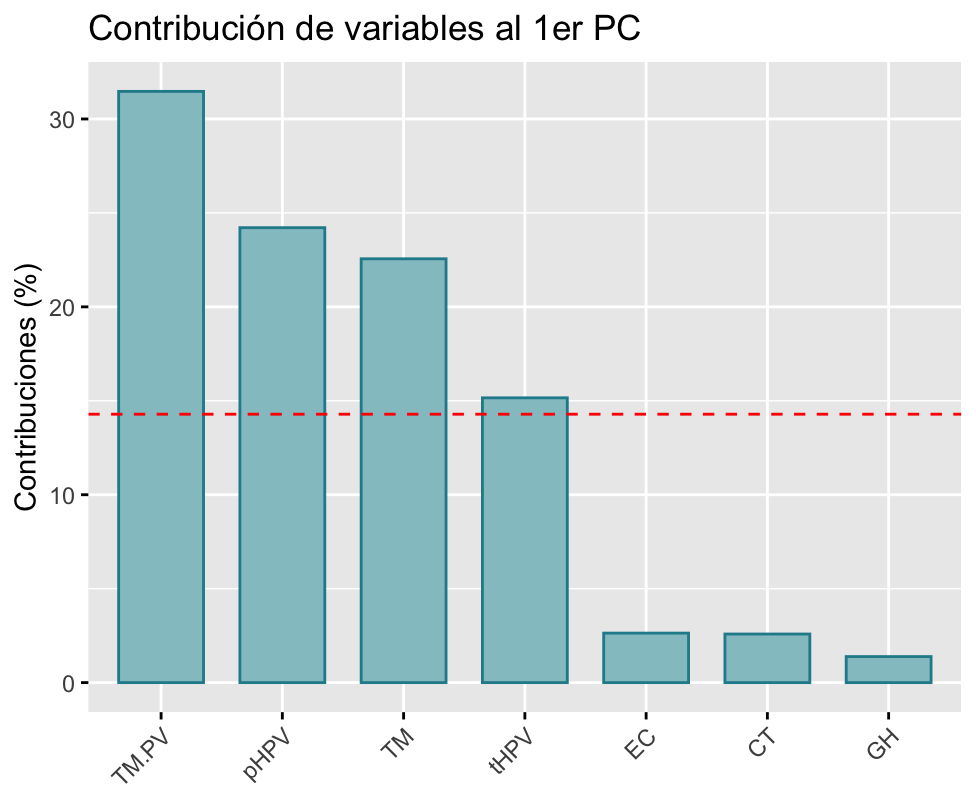 Contribución de variables al 1er PC
Contribuciones (%)
30
20
10
0
TM.PV
pHPV
TM
tHPV
EC
CT
GH